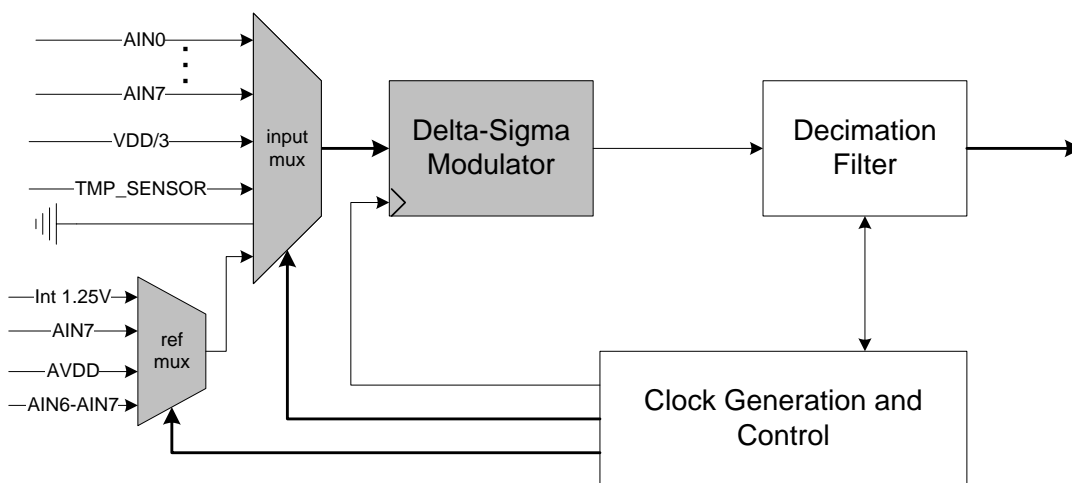 AIN0
AIN7
VDD/3
TMP_SENSOR
input
mux
Delta-Sigma
Modulator
Decimation
Filter
Int 1.25V
AIN7
AVDD
AIN6-AIN7
ref
mux
Clock Generation and
Control